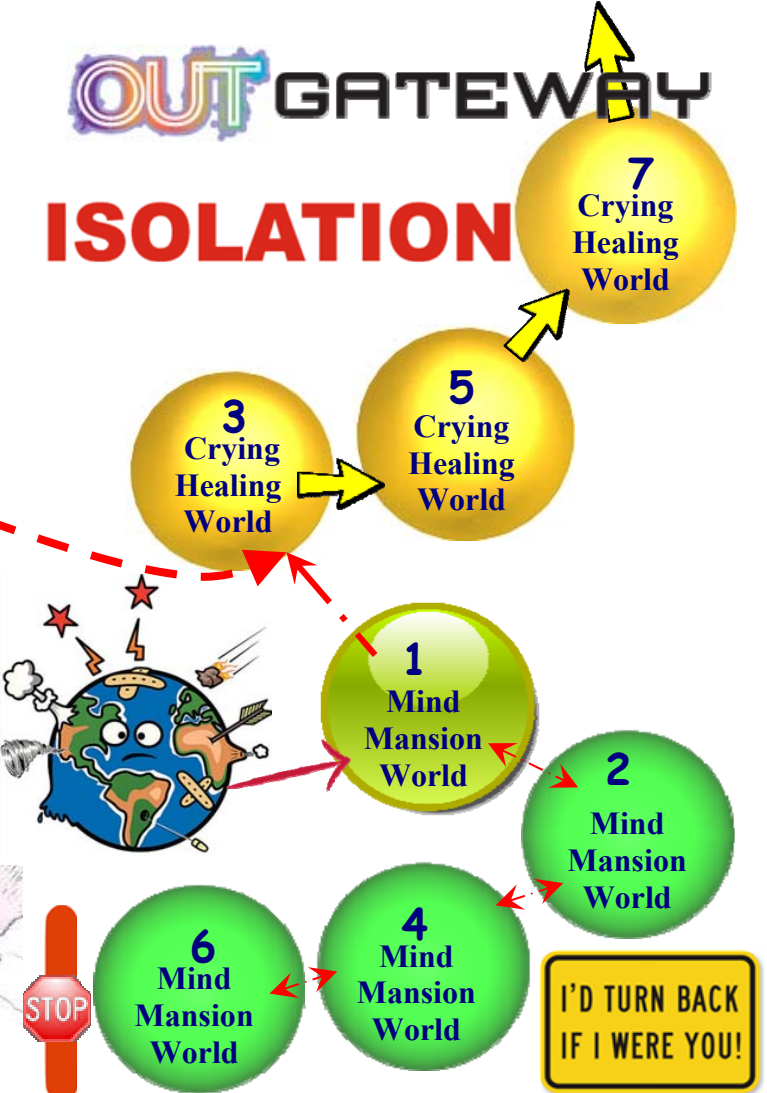 OUT GATEWAY
ISOLATION
7
Crying
Healing
World
5
Crying
Healing
World
3
Crying
Healing
World
1
Mind
Mansion
World
2
Mind
Mansion
World
4
Mind
Mansion
World
6
Mind
Mansion
World
STOP
I'D TURN BACK
IF I WERE YOU!